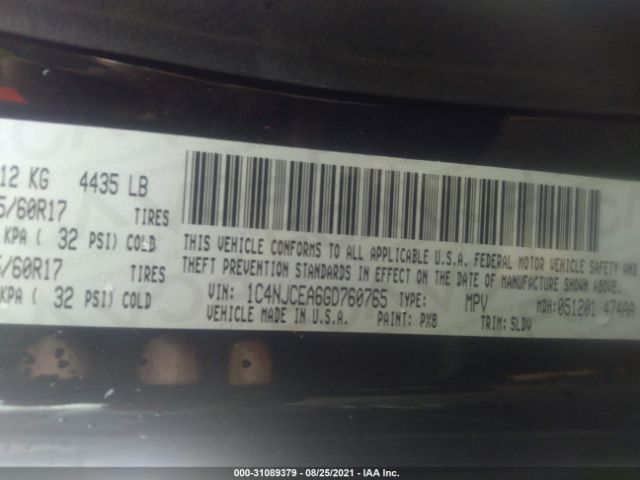 12 KG 4435 LB
5/60R17 TIRES
KPA ( 32 PSI) COLD
5/60R17 TIRES
KPA ( 32 PSI) COLD
THIS VEHICLE CONFORMS TO ALL APPLICABLE U.S.A. FEDERAL MOTOR VEHICLE SAFETY AND
THEFT PREVENTION STANDARDS IN EFFECT ON THE DATE OF MANUFACTURE SHOWN ABOVE.
VIN: 1C4NJCEA6GD760765 TYPE: MPV MDH: 051201 474AA
VEHICLE MADE IN U.S.A. PAINT: PX8 TRIM: SLDV
000-31089379 - 08/25/2021 - IAA Inc.